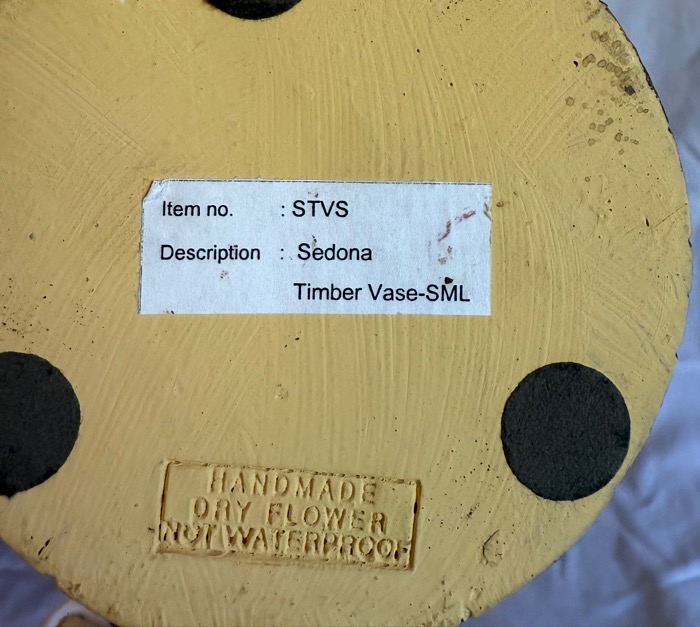 Item no. : STVS
Description : Sedona
Timber Vase-SML
HANDMADE
DRY FLOWER
NOT WATERPROOF